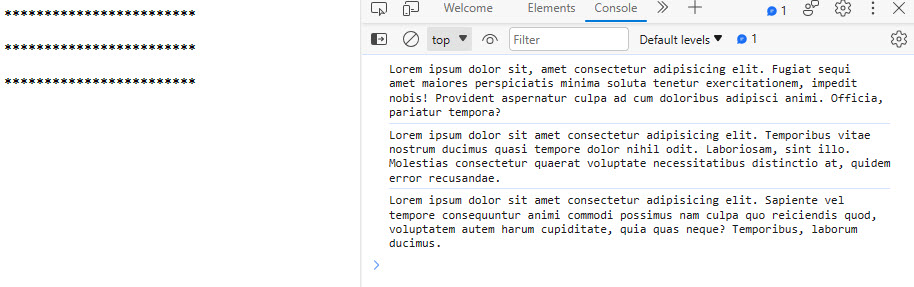 ************************
************************
************************
Welcome Elements Console 1
top Filter Default levels 1
Lorem ipsum dolor sit, amet consectetur adipisicing elit. Fugiat sequi
amet maiores perspiciatis minima soluta tenetur exercitationem, impedit
nobis! Provident aspernatur culpa ad cum doloribus adipisci animi. Officia,
pariatur tempora?
Lorem ipsum dolor sit amet consectetur adipisicing elit. Temporibus vitae
nostrum ducimus quasi tempore dolor nihil odit. Laboriosam, sint illo.
Molestias consectetur quaerat voluptate necessitatibus distinctio at, quidem
error recusandae.
Lorem ipsum dolor sit amet consectetur adipisicing elit. Sapiente vel
tempore consequuntur animi commodi possimus nam culpa quo reiciendis quod,
voluptatem autem harum cupiditate, quia quas neque? Temporibus, laborum
ducimus.